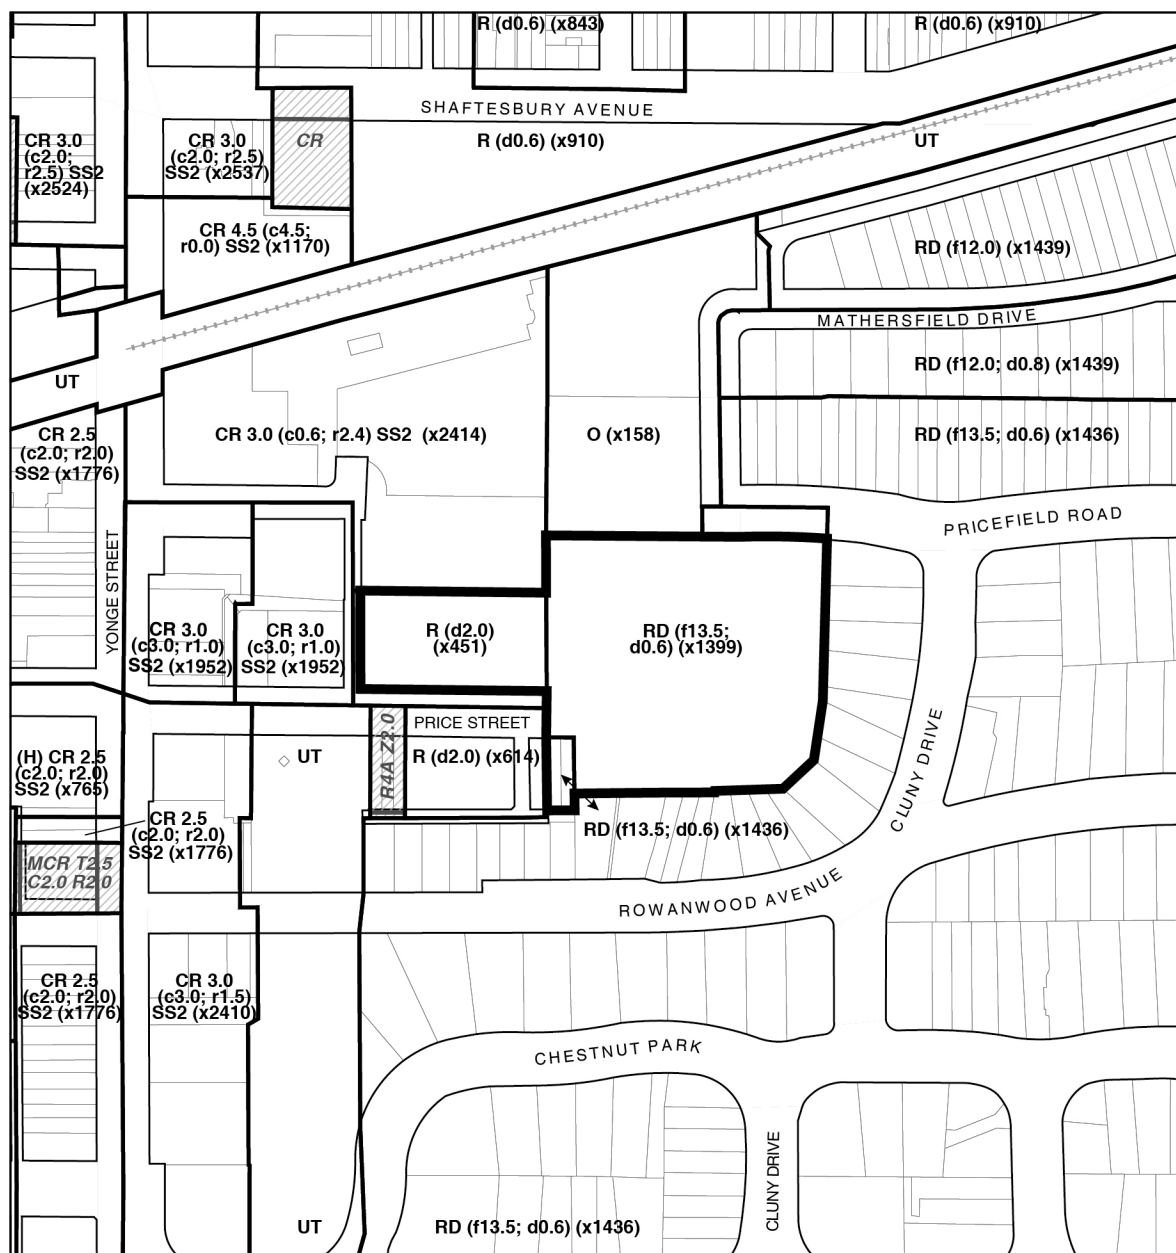 R (d0.6) (x843)
R (d0.6) (x910)
SHAFTESBURY AVENUE
CR 3.0
(c2.0;
r2.5) SS2
(x2524)
CR 3.0
(c2.0; r2.5)
SS2 (x2537)
CR
R (d0.6) (x910)
UT
CR 4.5 (c4.5;
r0.0) SS2 (x1170)
RD (f12.0) (x1439)
MATHERSFIELD DRIVE
RD (f12.0; d0.8) (x1439)
UT
CR 2.5
(c2.0; r2.0)
SS2 (x1776)
CR 3.0 (c0.6; r2.4) SS2 (x2414)
O (x158)
RD (f13.5; d0.6) (x1436)
PRICEFIELD ROAD
YONGE STREET
CR 3.0
(c3.0; r1.0)
SS2 (x1952)
CR 3.0
(c3.0; r1.0)
SS2 (x1952)
R (d2.0)
(x451)
RD (f13.5;
d0.6) (x1399)
PRICE STREET
R4A Z2.0
R (d2.0) (x614)
UT
(H) CR 2.5
(c2.0; r2.0)
SS2 (x765)
CLUNY DRIVE
CR 2.5
(c2.0; r2.0)
SS2 (x1776)
RD (f13.5; d0.6) (x1436)
MCR T2.5
C2.0 R2.0
ROWANWOOD AVENUE
CR 2.5
(c2.0; r2.0)
SS2 (x1776)
CR 3.0
(c3.0; r1.5)
SS2 (x2410)
CHESTNUT PARK
CLUNY DRIVE
UT
RD (f13.5; d0.6) (x1436)